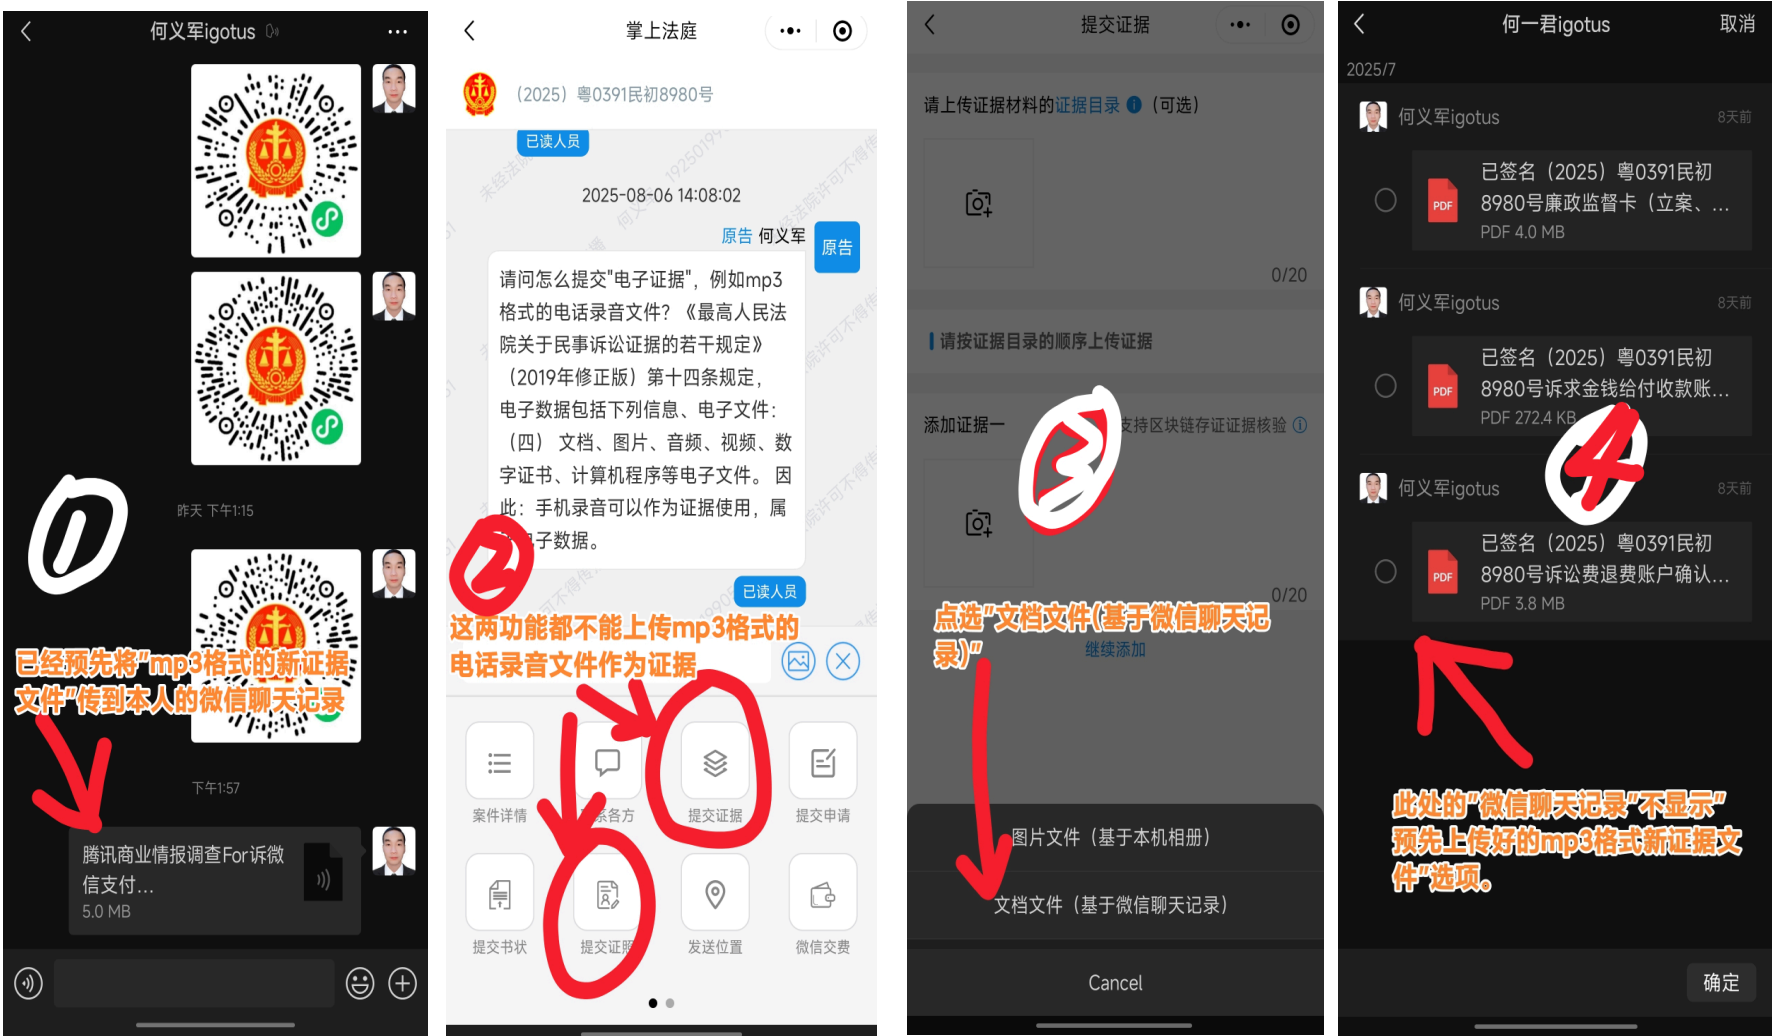 何义军igotus
昨天 下午1:15
1
已经预先将"mp3格式的新证据
文件"传到本人的微信聊天记录
下午1:57
腾讯商业情报调查For诉微
信支付...
5.0 MB
掌上法庭
（2025）粤0391民初8980号
已读人员
2025-08-06 14:08:02
原告 何义军
原告
请问怎么提交"电子证据"，例如mp3
格式的电话录音文件？《最高人民法
院关于民事诉讼证据的若干规定》
（2019年修正版）第十四条规定，
电子数据包括下列信息、电子文件：
（四） 文档、图片、音频、视频、数
字证书、计算机程序等电子文件。 因
此：手机录音可以作为证据使用，属
电子数据。
2
已读人员
这两功能都不能上传mp3格式的
电话录音文件作为证据
案件详情
系各方
提交证据
提交申请
提交书状
提交证照
发送位置
微信交费
提交证据
请上传证据材料的证据目录（可选）
0/20
请按证据目录的顺序上传证据
3
添加证据一
支持区块链存证证据核验
0/20
点选"文档文件(基于微信聊天记
录)"
继续添加
图片文件（基于本机相册）
文档文件（基于微信聊天记录）
Cancel
何一君igotus
取消
2025/7
何义军igotus
8天前
已签名（2025）粤0391民初
8980号廉政监督卡（立案、...
PDF
PDF 4.0 MB
何义军igotus
8天前
已签名（2025）粤0391民初
8980号诉求金钱给付收款账...
PDF
PDF 272.4 KB
4
何义军igotus
8天前
已签名（2025）粤0391民初
8980号诉讼费退费账户确认...
PDF
PDF 3.8 MB
此处的"微信聊天记录"不显示"
预先上传好的mp3格式新证据文
件"选项。
确定